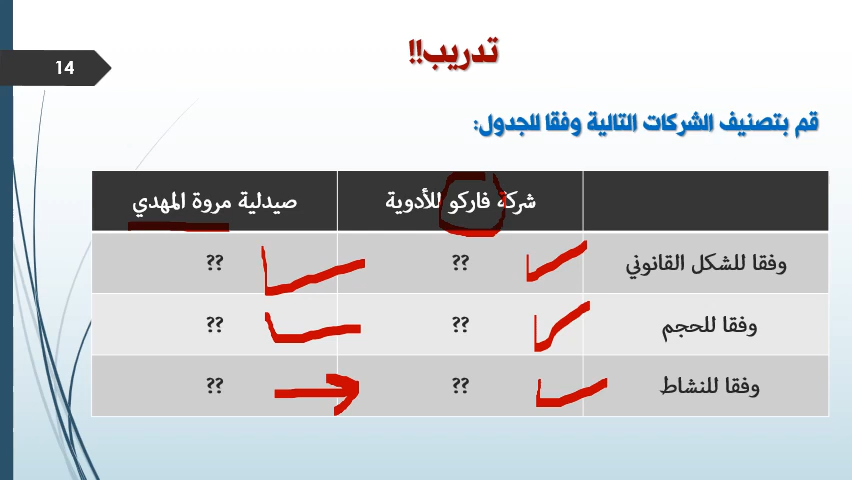 14
تدريب!!
قم بتصنيف الشركات التالية وفقا للجدول:
شركة فاركو للأدوية صيدلية مروة المهدي
وفقا للشكل القانوني ?? ??
وفقا للحجم ?? ??
وفقا للنشاط ?? ??